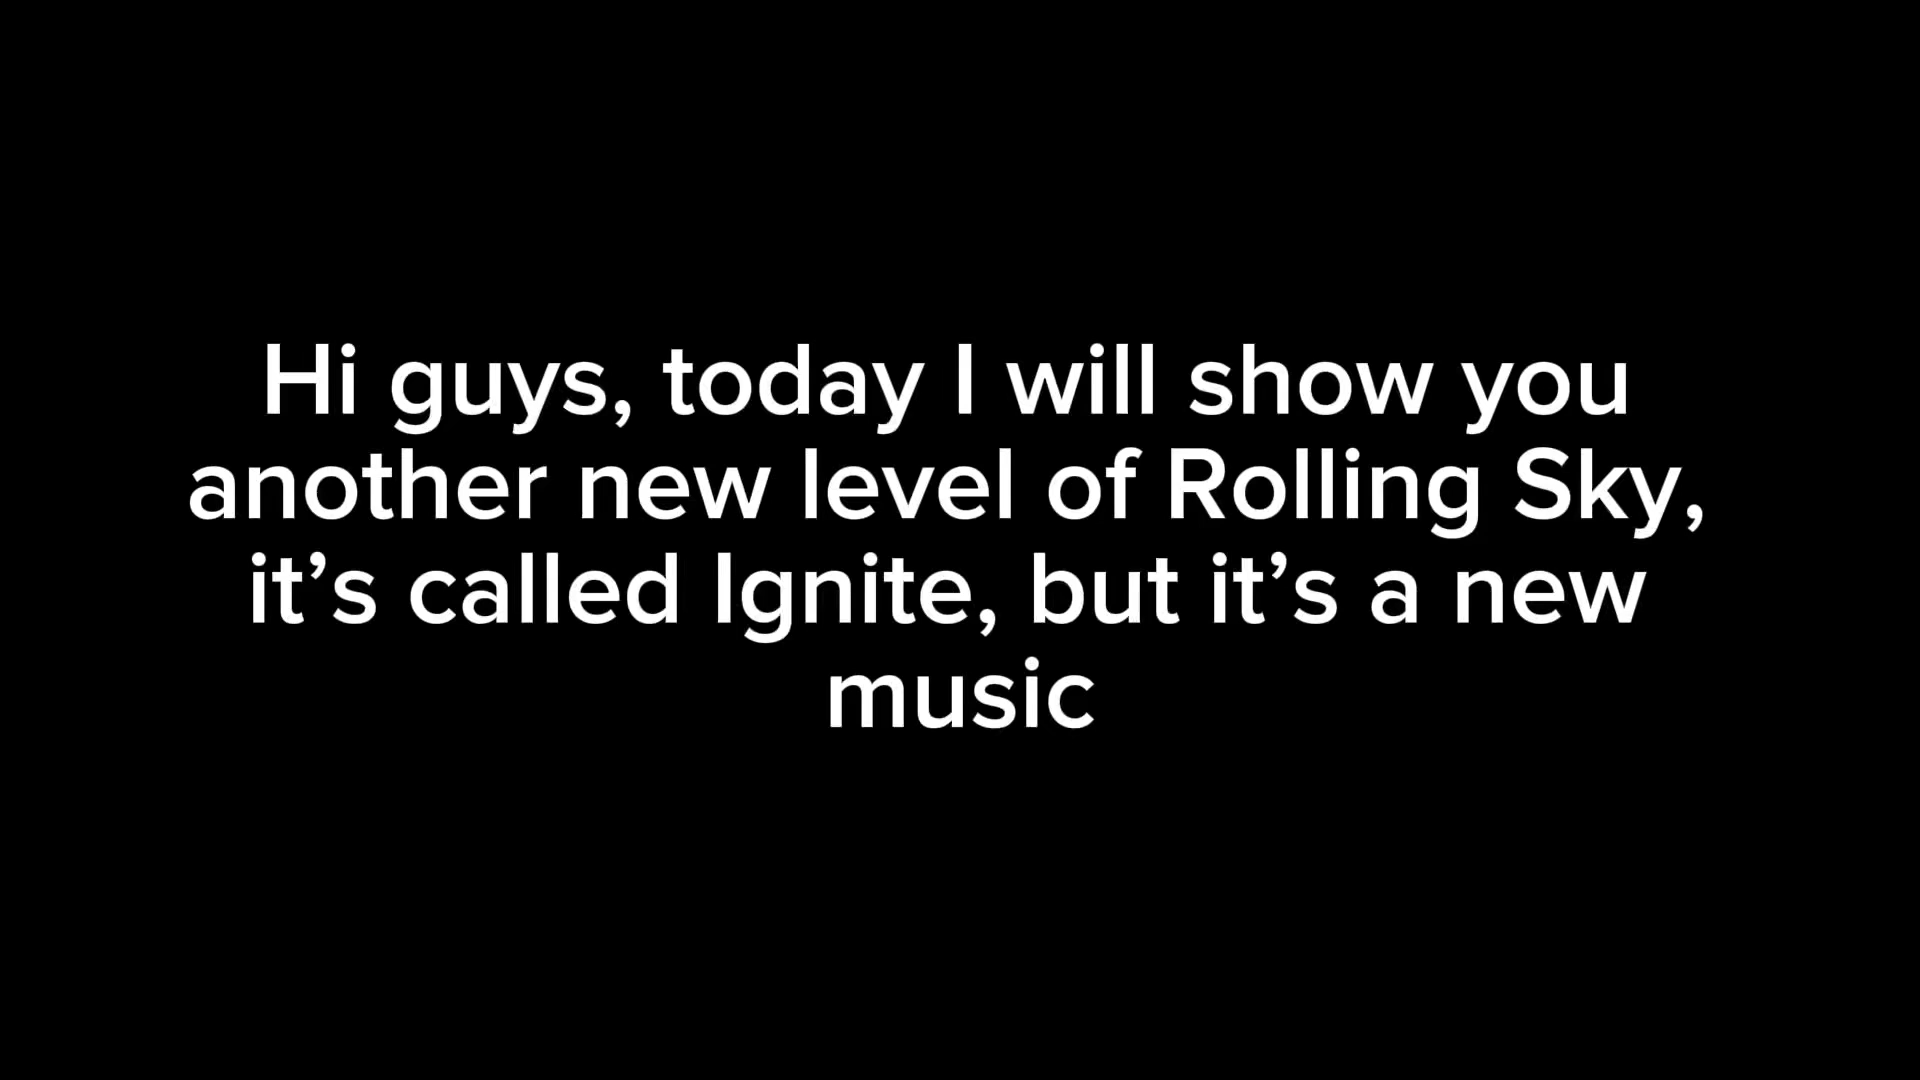 Hi guys, today I will show you
another new level of Rolling Sky,
it’s called Ignite, but it’s a new
music